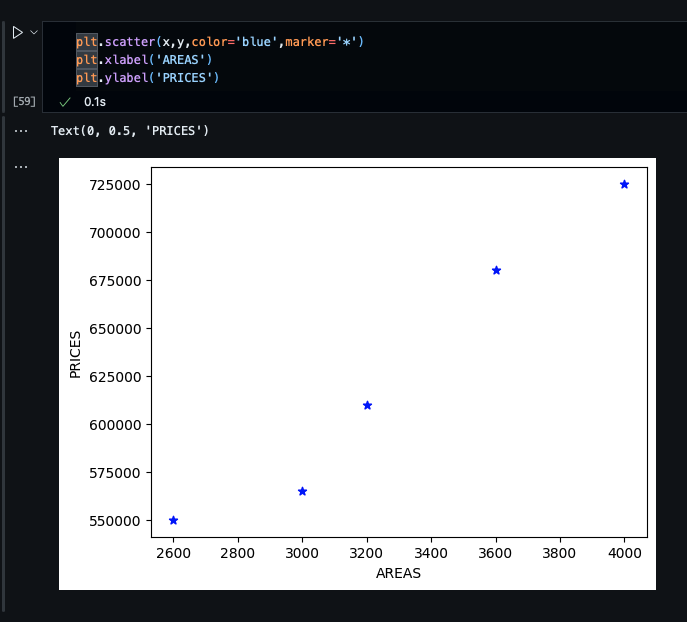 plt.scatter(x,y,color='blue',marker='*')
plt.xlabel('AREAS')
plt.ylabel('PRICES')
[59]
0.1s
...
Text(0, 0.5, 'PRICES')
...
725000
700000
675000
650000
625000
600000
575000
550000
PRICES
2600 2800 3000 3200 3400 3600 3800 4000
AREAS